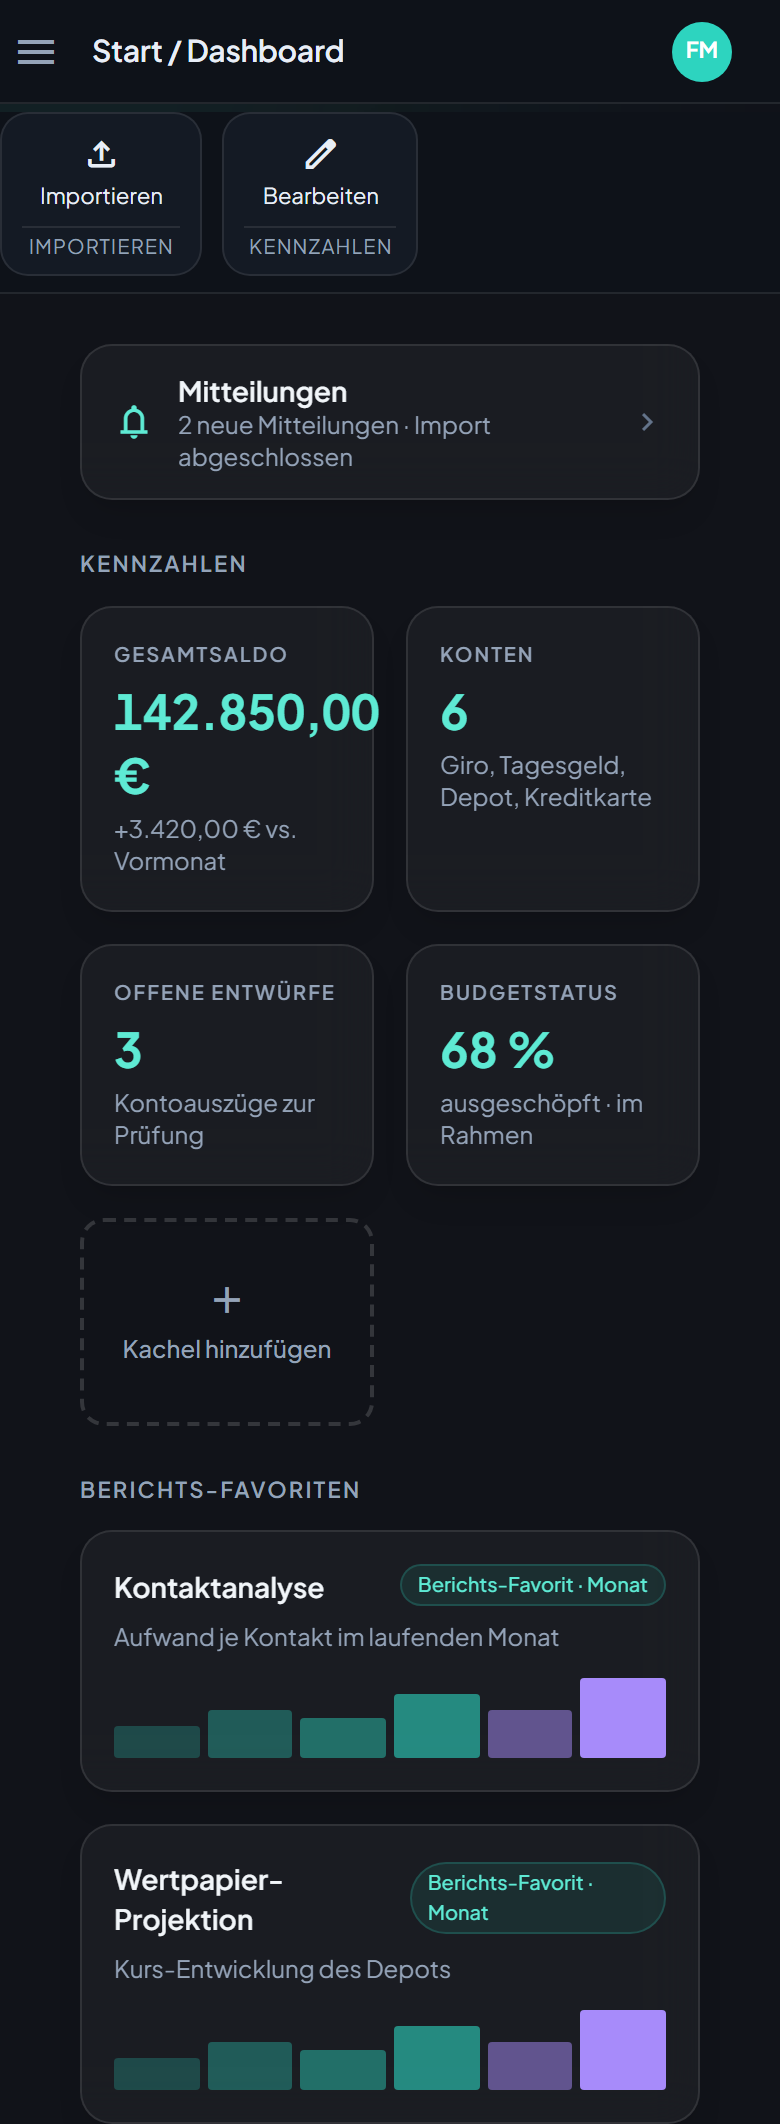 Start / Dashboard
FM
Importieren
IMPORTIEREN
Bearbeiten
KENNZAHLEN
Mitteilungen
2 neue Mitteilungen · Import
abgeschlossen
KENNZAHLEN
GESAMTSALDO
142.850,00
€
+3.420,00 € vs.
Vormonat
KONTEN
6
Giro, Tagesgeld,
Depot, Kreditkarte
OFFENE ENTWÜRFE
3
Kontoauszüge zur
Prüfung
BUDGETSTATUS
68 %
ausgeschöpft · im
Rahmen
+
Kachel hinzufügen
BERICHTS-FAVORITEN
Kontaktanalyse
Berichts-Favorit · Monat
Aufwand je Kontakt im laufenden Monat
Wertpapier-
Projektion
Berichts-Favorit ·
Monat
Kurs-Entwicklung des Depots